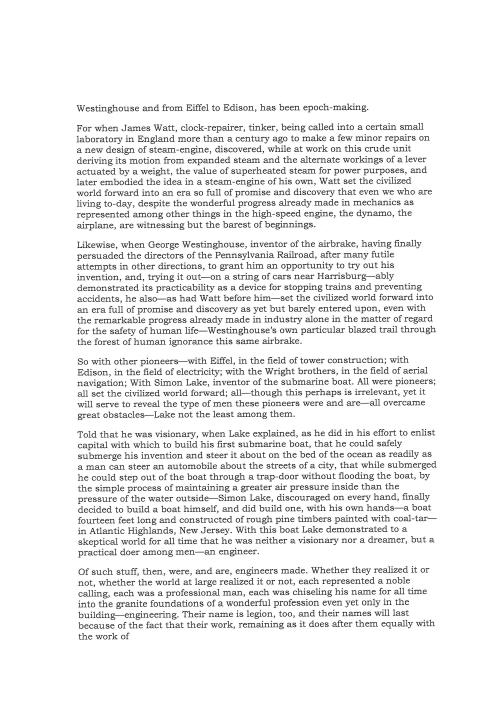 Westinghouse and from Eiffel to Edison, has been epoch-making.
For when James Watt, clock-repairer, tinker, being called into a certain small
laboratory in England more than a century ago to make a few minor repairs on
a new design of steam-engine, discovered, while at work on this crude unit
deriving its motion from expanded steam and the alternate workings of a lever
actuated by a weight, the value of superheated steam for power purposes, and
later embodied the idea in a steam-engine of his own, Watt set the civilized
world forward into an era so full of promise and discovery that even we who are
living to-day, despite the wonderful progress already made in mechanics as
represented among other things in the high-speed engine, the dynamo, the
airplane, are witnessing but the barest of beginnings.
Likewise, when George Westinghouse, inventor of the airbrake, having finally
persuaded the directors of the Pennsylvania Railroad, after many futile
attempts in other directions, to grant him an opportunity to try out his
invention, and, trying it out—on a string of cars near Harrisburg—ably
demonstrated its practicability as a device for stopping trains and preventing
accidents, he also—as had Watt before him—set the civilized world forward into
an era full of promise and discovery as yet but barely entered upon, even with
the remarkable progress already made in industry alone in the matter of regard
for the safety of human life—Westinghouse's own particular blazed trail through
the forest of human ignorance this same airbrake.
So with other pioneers—with Eiffel, in the field of tower construction; with
Edison, in the field of electricity; with the Wright brothers, in the field of aerial
navigation; With Simon Lake, inventor of the submarine boat. All were pioneers;
all set the civilized world forward; all—though this perhaps is irrelevant, yet it
will serve to reveal the type of men these pioneers were and are—all overcame
great obstacles—Lake not the least among them.
Told that he was visionary, when Lake explained, as he did in his effort to enlist
capital with which to build his first submarine boat, that he could safely
submerge his invention and steer it about on the bed of the ocean as readily as
a man can steer an automobile about the streets of a city, that while submerged
he could step out of the boat through a trap-door without flooding the boat, by
the simple process of maintaining a greater air pressure inside than the
pressure of the water outside—Simon Lake, discouraged on every hand, finally
decided to build a boat himself, and did build one, with his own hands—a boat
fourteen feet long and constructed of rough pine timbers painted with coal-tar—
in Atlantic Highlands, New Jersey. With this boat Lake demonstrated to a
skeptical world for all time that he was neither a visionary nor a dreamer, but a
practical doer among men—an engineer.
Of such stuff, then, were, and are, engineers made. Whether they realized it or
not, whether the world at large realized it or not, each represented a noble
calling, each was a professional man, each was chiseling his name for all time
into the granite foundations of a wonderful profession even yet only in the
building—engineering. Their name is legion, too, and their names will last
because of the fact that their work, remaining as it does after them equally with
the work of